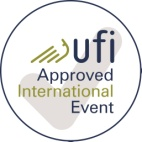 ufi
Approved
International
Event